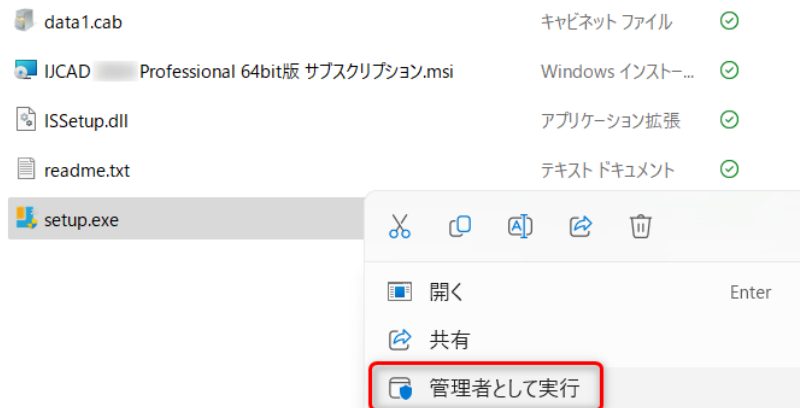 data1.cab キャビネット ファイル
IJCAD Professional 64bit版 サブスクリプション.msi Windows インストー...
ISSetup.dll アプリケーション拡張
readme.txt テキスト ドキュメント
setup.exe
開く Enter
共有
管理者として実行